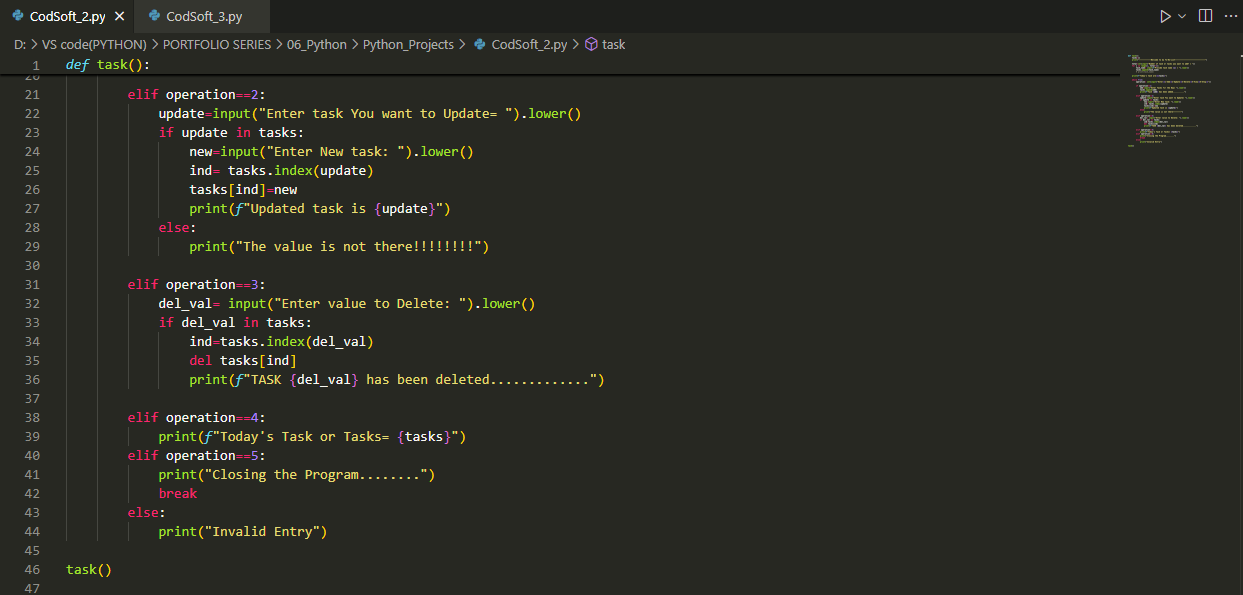 CodSoft_2.py
CodSoft_3.py
D: > VS code(PYTHON) > PORTFOLIO SERIES > 06_Python > Python_Projects > CodSoft_2.py > task
1 def task():
20
21 elif operation==2:
22 update=input("Enter task You want to Update= ").lower()
23 if update in tasks:
24 new=input("Enter New task: ").lower()
25 ind= tasks.index(update)
26 tasks[ind]=new
27 print(f"Updated task is {update}")
28 else:
29 print("The value is not there!!!!!!!!")
30
31 elif operation==3:
32 del_val= input("Enter value to Delete: ").lower()
33 if del_val in tasks:
34 ind=tasks.index(del_val)
35 del tasks[ind]
36 print(f"TASK {del_val} has been deleted.............")
37
38 elif operation==4:
39 print(f"Today's Task or Tasks= {tasks}")
40 elif operation==5:
41 print("Closing the Program........")
42 break
43 else:
44 print("Invalid Entry")
45
46 task()
47